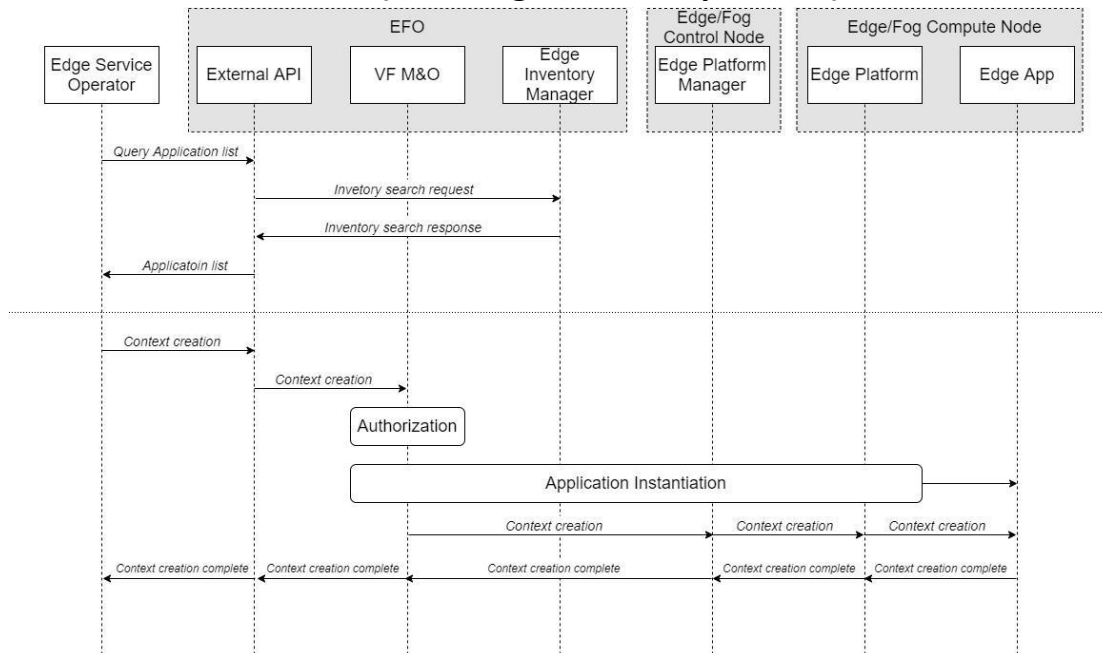 EFO
Edge/Fog
Control Node
Edge/Fog Compute Node
Edge Service
Operator
External API
VF M&O
Edge
Inventory
Manager
Edge Platform
Manager
Edge Platform
Edge App
Query Application list
Invetory search request
Inventory search response
Applicatoin list
Context creation
Context creation
Authorization
Application Instantiation
Context creation
Context creation
Context creation
Context creation complete
Context creation complete
Context creation complete
Context creation complete
Context creation complete